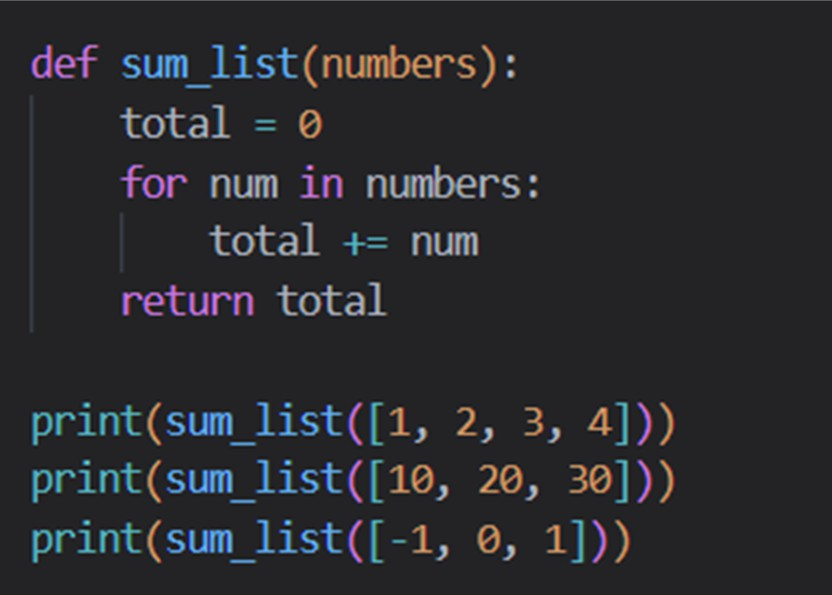 def sum_list(numbers):
    total = 0
    for num in numbers:
        total += num
    return total

print(sum_list([1, 2, 3, 4]))
print(sum_list([10, 20, 30]))
print(sum_list([-1, 0, 1]))